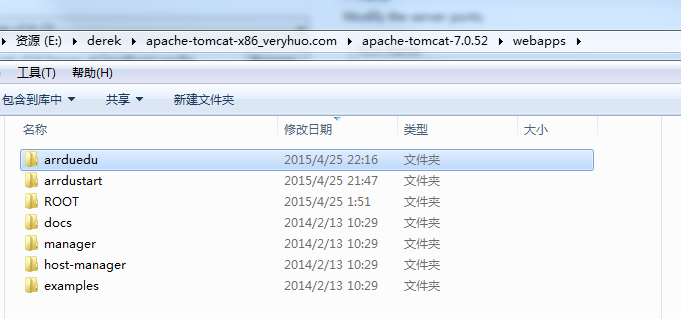 Modify the server ports.
资源 (E:) derek apache-tomcat-x86_veryhuo.com apache-tomcat-7.0.52 webapps
工具(T) 帮助(H)
包含到库中 共享 新建文件夹
名称 修改日期 类型 大小
arrduedu 2015/4/25 22:16 文件夹
arrdustart 2015/4/25 21:47 文件夹
ROOT 2015/4/25 1:51 文件夹
docs 2014/2/13 10:29 文件夹
manager 2014/2/13 10:29 文件夹
host-manager 2014/2/13 10:29 文件夹
examples 2014/2/13 10:29 文件夹